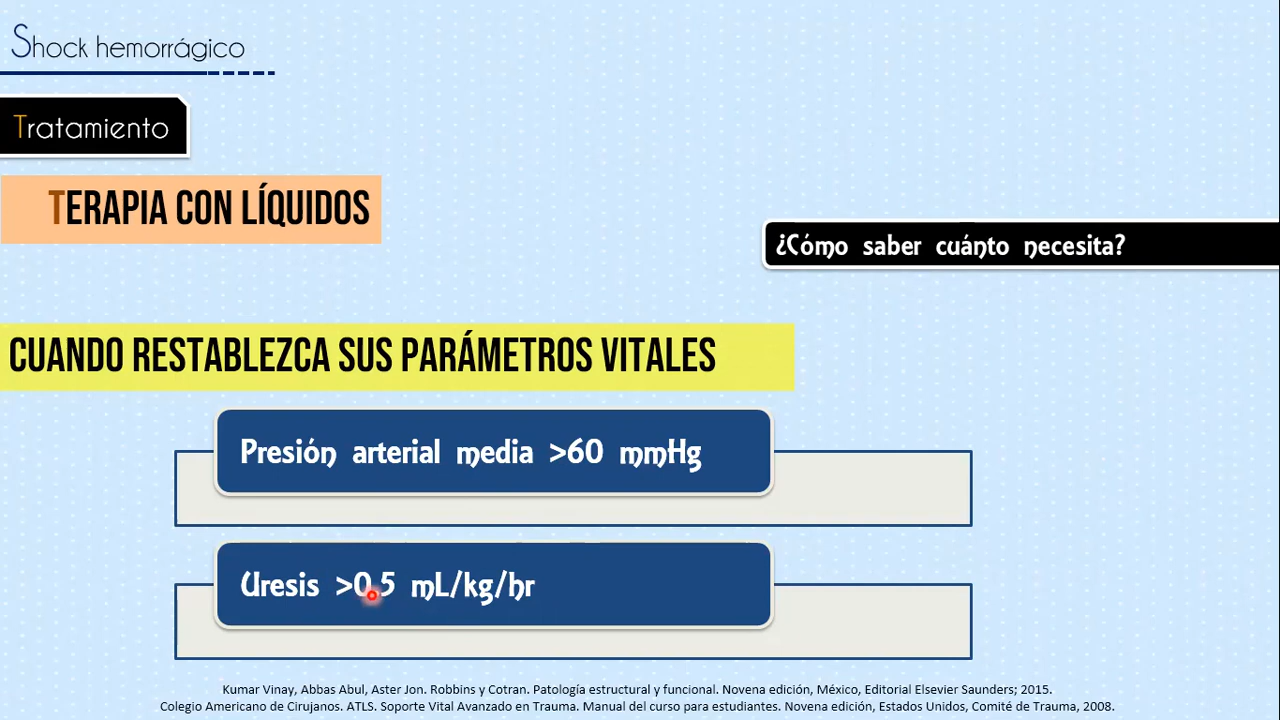 Shock hemorrágico
Tratamiento
TERAPIA CON LÍQUIDOS
¿Cómo saber cuánto necesita?
CUANDO RESTABLEZCA SUS PARÁMETROS VITALES
Presión arterial media >60 mmHg
Uresis >0.5 mL/kg/hr
Kumar Vinay, Abbas Abul, Aster Jon. Robbins y Cotran. Patología estructural y funcional. Novena edición, México, Editorial Elsevier Saunders; 2015.
Colegio Americano de Cirujanos. ATLS. Soporte Vital Avanzado en Trauma. Manual del curso para estudiantes. Novena edición, Estados Unidos, Comité de Trauma, 2008.